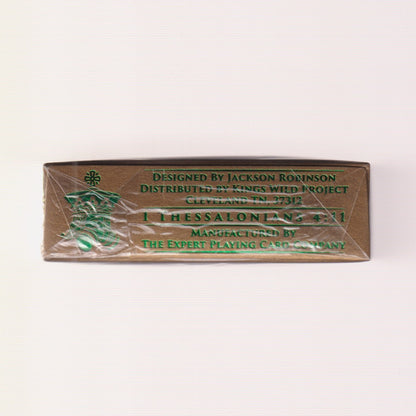 Designed By Jackson Robinson
Distributed by Kings Wild Project
Cleveland TN, 37312
1 Thessalonians 4:11
Manufactured By
The Expert Playing Card Company